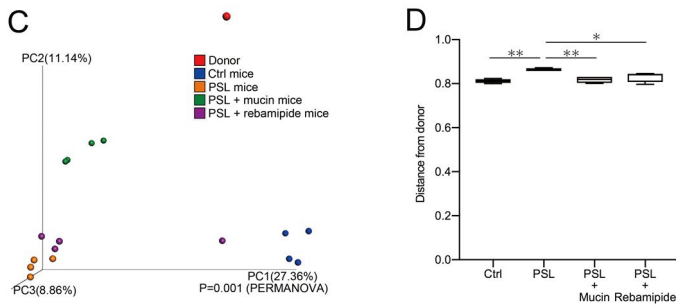 C
PC2(11.14%)
Donor
Ctrl mice
PSL mice
PSL + mucin mice
PSL + rebamipide mice
PC1(27.36%)
PC3(8.86%)
P=0.001 (PERMANOVA)
D
Distance from donor
1.0
0.8
0.6
0.4
0.2
0.0
** ** *
Ctrl PSL PSL PSL
+ +
Mucin Rebamipide